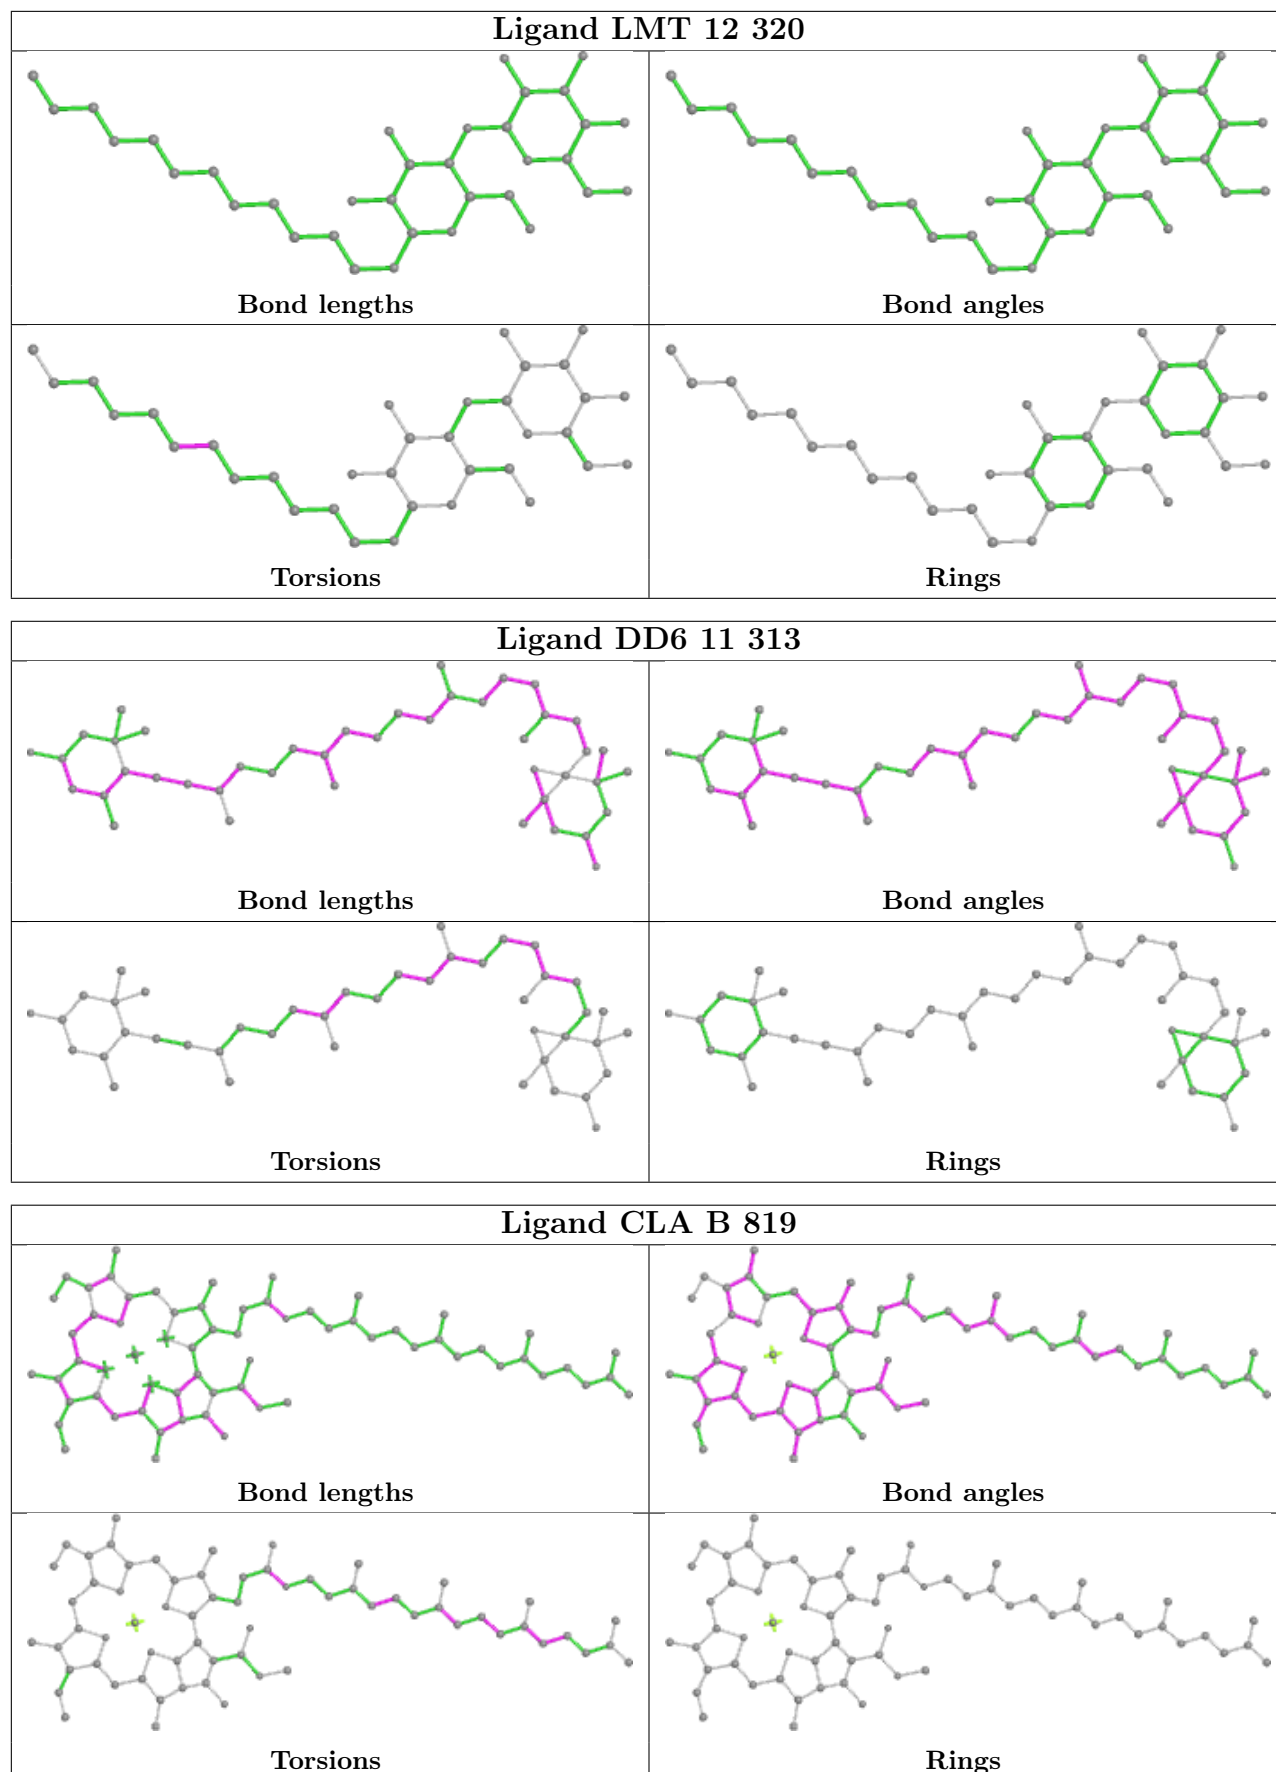 Ligand LMT 12 320
Bond lengths
Bond angles
Torsions
Rings
Ligand DD6 11 313
Bond lengths
Bond angles
Torsions
Rings
Ligand CLA B 819
Bond lengths
Bond angles
Torsions
Rings